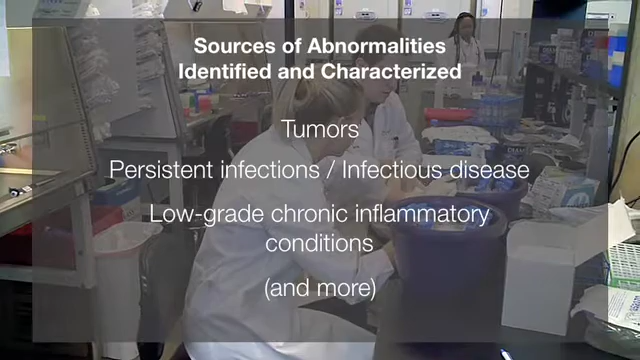 Sources of Abnormalities
Identified and Characterized
Tumors
Persistent infections / Infectious disease
Low-grade chronic inflammatory
conditions
(and more)